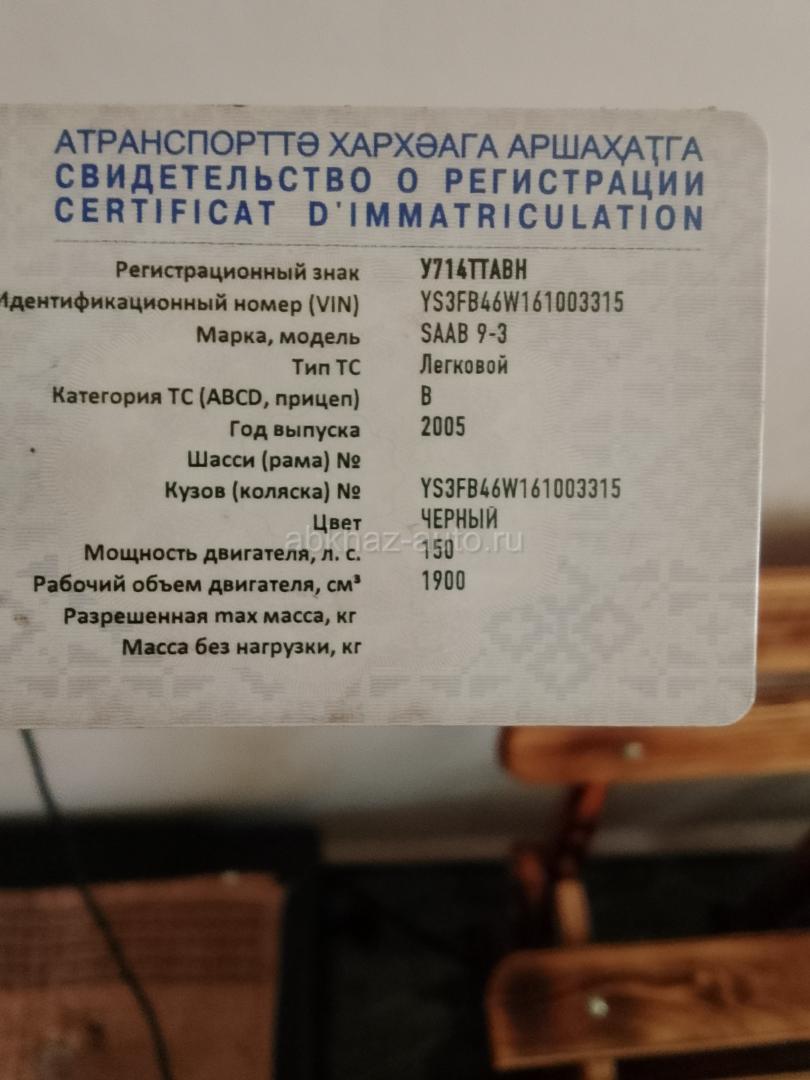 АТРАНСПОРТТӘ ХАРХӘАГА АРШАҲАҬГА
СВИДЕТЕЛЬСТВО О РЕГИСТРАЦИИ
CERTIFICAT D'IMMATRICULATION
Регистрационный знак У714ТТАВН
Идентификационный номер (VIN) YS3FB46W161003315
Марка, модель SAAB 9-3
Тип ТС Легковой
Категория ТС (ABCD, прицеп) B
Год выпуска 2005
Шасси (рама) №
Кузов (коляска) № YS3FB46W161003315
Цвет ЧЕРНЫЙ
abkhaz-auto.ru
Мощность двигателя, л. с. 150
Рабочий объем двигателя, см³ 1900
Разрешенная max масса, кг
Масса без нагрузки, кг